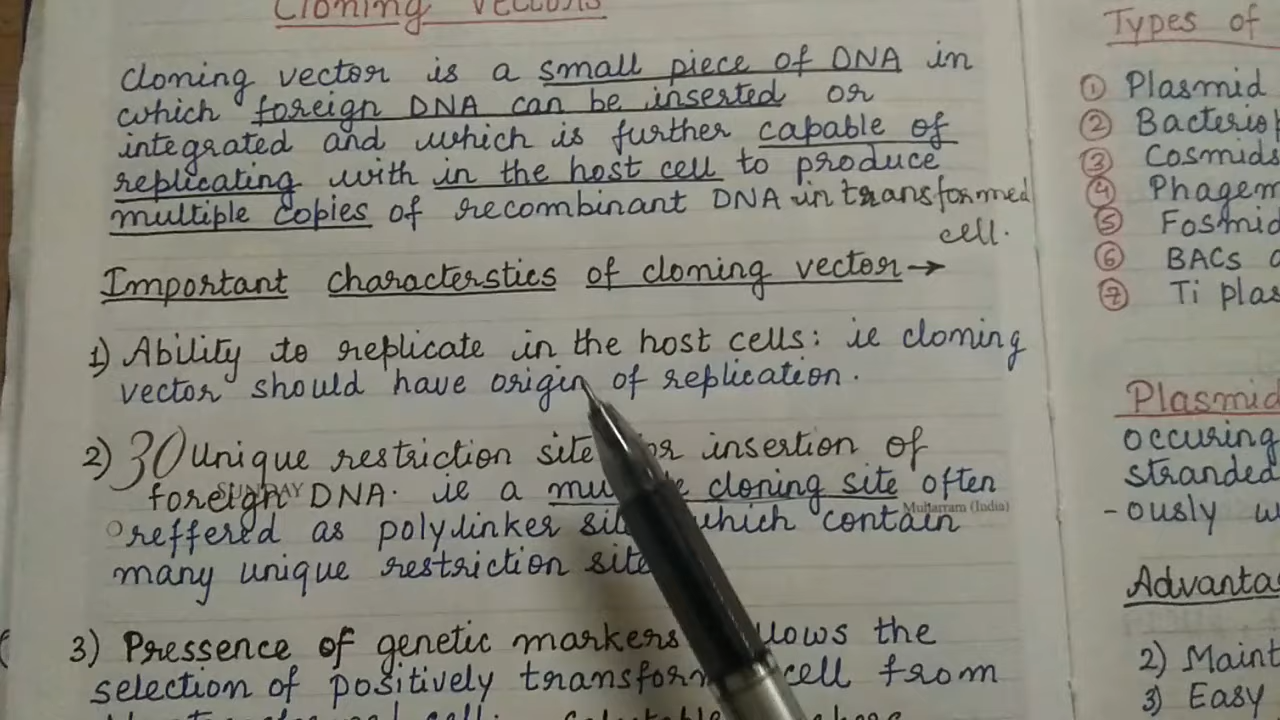 Cloning Vectors
Cloning vector is a small piece of DNA in
which foreign DNA can be inserted or
integrated and which is further capable of
replicating with in the host cell to produce
multiple copies of recombinant DNA in transformed
cell.
Important characterstics of cloning vector →
1) Ability to replicate in the host cells: ie cloning
vector should have origin of replication.
2) 30 Unique restriction site for insertion of
SUNDAY
foreign DNA. ie a cloning site often
Muharram (India)
reffered as polylinker which contain
many unique restriction site
3) Pressence of genetic markers the
selection of positively cell from
Types of
① Plasmid
②
③ Cosmids
④
⑤
⑥ BACs
⑦ Ti
Plasmid
occuring
stranded
-ously
Advanta
2) Maint
3) Easy